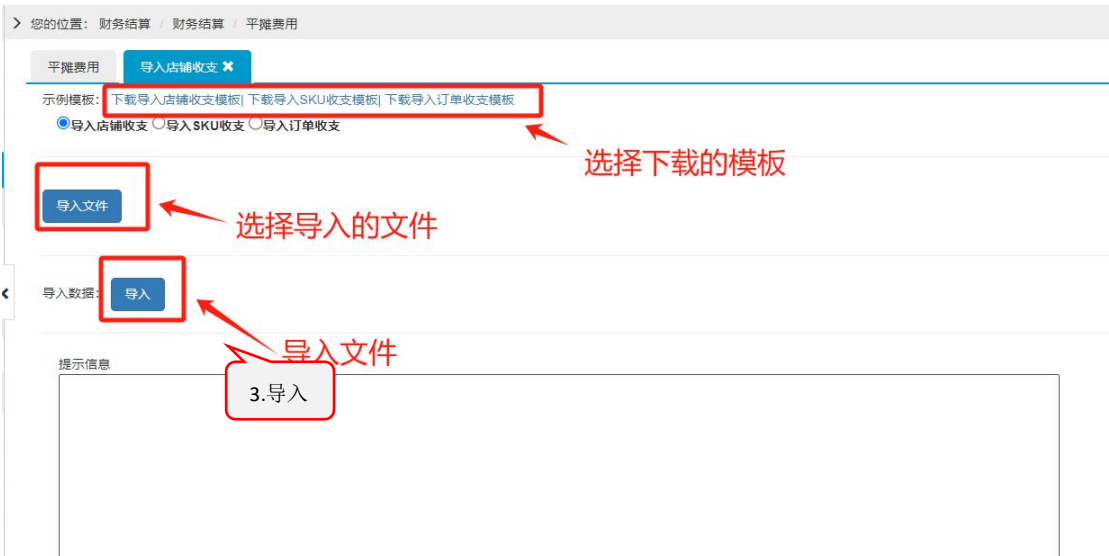 您的位置： 财务结算 / 财务结算 / 平摊费用
平摊费用 导入店铺收支
示例模板： 下载导入店铺收支模板| 下载导入SKU收支模板| 下载导入订单收支模板
导入店铺收支 导入SKU收支 导入订单收支
选择下载的模板
导入文件
选择导入的文件
导入数据： 导入
导入文件
提示信息
3.导入